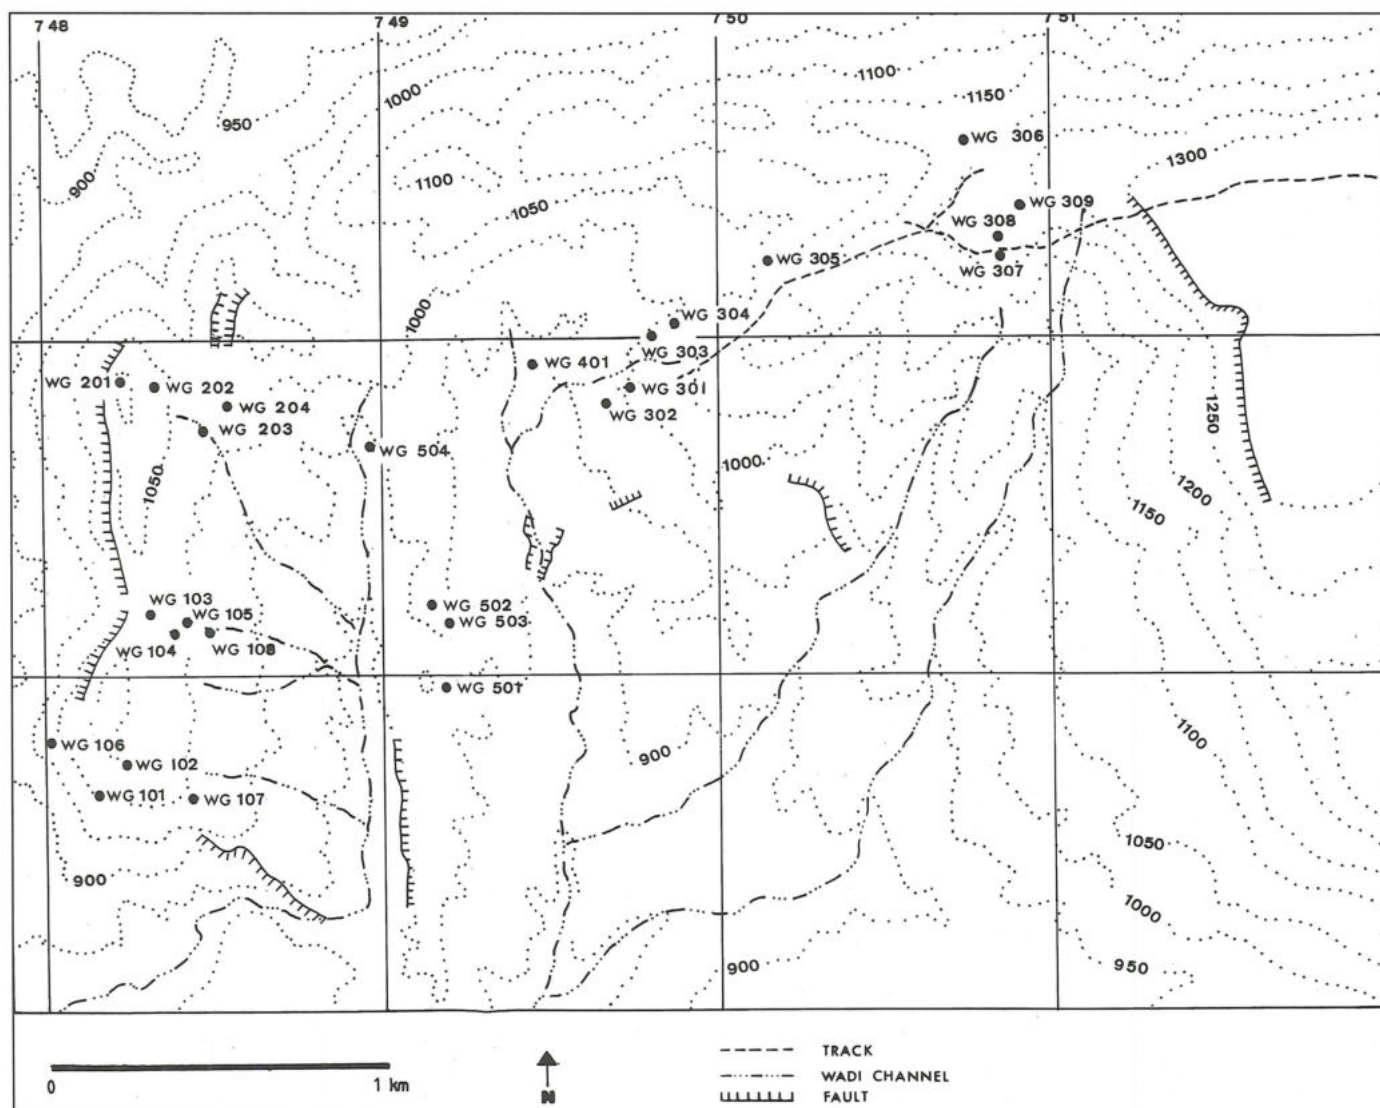 7 48
7 49
7 50
7 51
950
1000
1100
1150
WG 306
1300
900
1100
1050
WG 309
WG 308
WG 305
WG 307
1000
WG 304
WG 303
WG 401
WG 201
WG 202
WG 301
WG 204
WG 302
1250
WG 203
WG 504
1000
1050
1200
1150
WG 103
WG 105
WG 502
WG 503
WG 104
WG 108
WG 501
WG 106
1100
900
WG 102
WG 101
WG 107
1050
900
1000
900
950
TRACK
WADI CHANNEL
FAULT
0
1 km
N